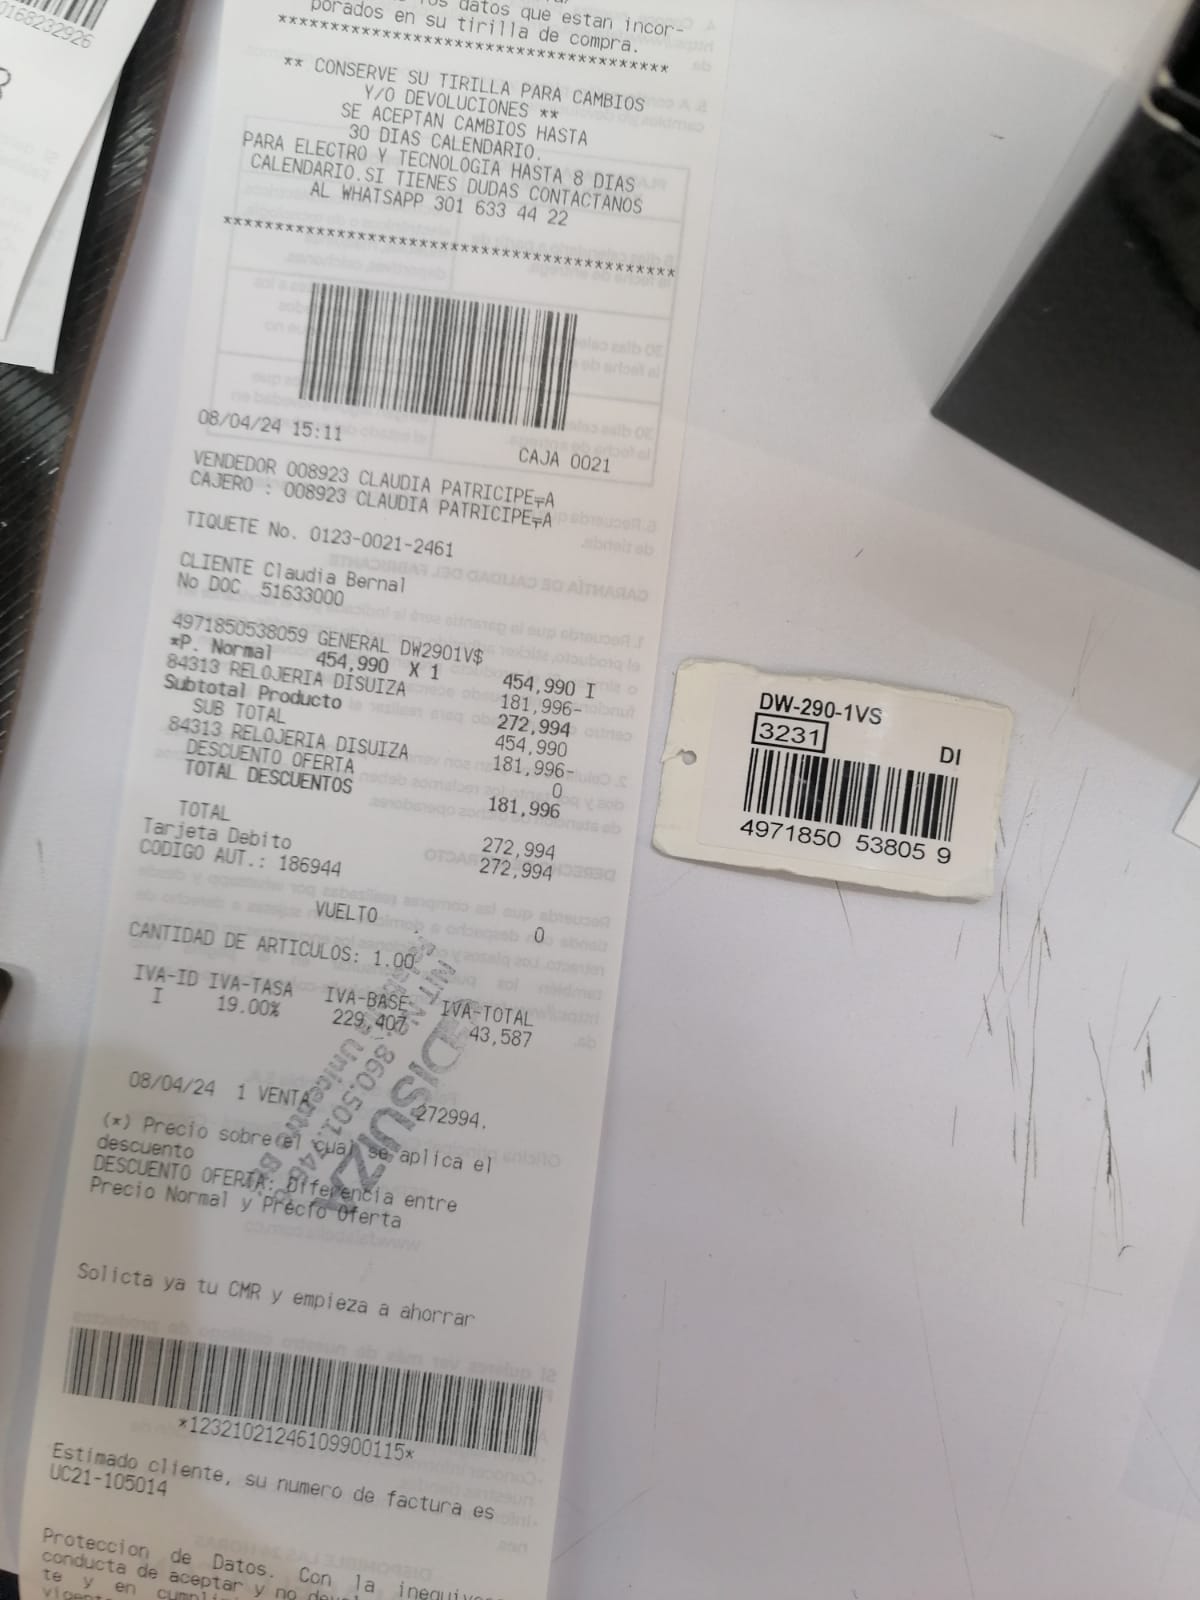 0168232926
los datos que estan incor-
porados en su tirilla de compra.
****************************************
** CONSERVE SU TIRILLA PARA CAMBIOS
Y/O DEVOLUCIONES **
SE ACEPTAN CAMBIOS HASTA
30 DIAS CALENDARIO.
PARA ELECTRO Y TECNOLOGIA HASTA 8 DIAS
CALENDARIO.SI TIENES DUDAS CONTACTANOS
AL WHATSAPP 301 633 44 22
****************************************
08/04/24 15:11
CAJA 0021
VENDEDOR 008923 CLAUDIA PATRICIPE╤A
CAJERO : 008923 CLAUDIA PATRICIPE╤A
TIQUETE No. 0123-0021-2461
CLIENTE Claudia Bernal
No DOC 51633000
4971850538059 GENERAL DW2901V$
*P. Normal 454,990 X 1 454,990 I
84313 RELOJERIA DISUIZA 181,996-
Subtotal Producto 272,994
SUB TOTAL 454,990
84313 RELOJERIA DISUIZA 181,996-
DESCUENTO OFERTA 0
TOTAL DESCUENTOS 181,996
TOTAL 272,994
Tarjeta Debito 272,994
CODIGO AUT.: 186944
VUELTO 0
CANTIDAD DE ARTICULOS: 1.00
IVA-ID IVA-TASA IVA-BASE IVA-TOTAL
I 19.00% 229,407 43,587
08/04/24 1 VENTA 272994.
(*) Precio sobre el cual se aplica el
descuento
DESCUENTO OFERTA: Diferencia entre
Precio Normal y Precio Oferta
DISUIZA
Solicta ya tu CMR y empieza a ahorrar
*12321021246109900115*
Estimado cliente, su numero de factura es
UC21-105014
Proteccion de Datos. Con la
conducta de aceptar y no
te y en
DW-290-1VS
3231
DI
4971850 53805 9